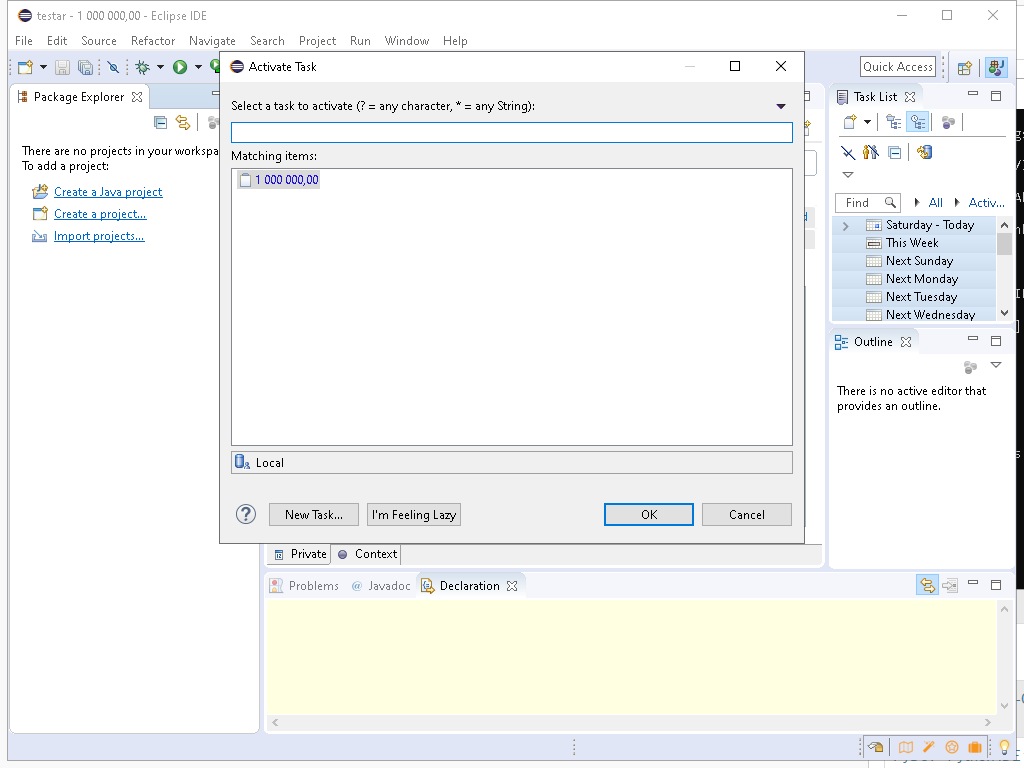 testar - 1 000 000,00 - Eclipse IDE
File Edit Source Refactor Navigate Search Project Run Window Help
Quick Access
Package Explorer
There are no projects in your workspa
To add a project:
Create a Java project
Create a project...
Import projects...
Activate Task
Select a task to activate (? = any character, * = any String):
Matching items:
1 000 000,00
Local
New Task...
I'm Feeling Lazy
OK
Cancel
Private
Context
Task List
Find
All
Activ...
Saturday - Today
This Week
Next Sunday
Next Monday
Next Tuesday
Next Wednesday
Outline
There is no active editor that
provides an outline.
Problems
Javadoc
Declaration